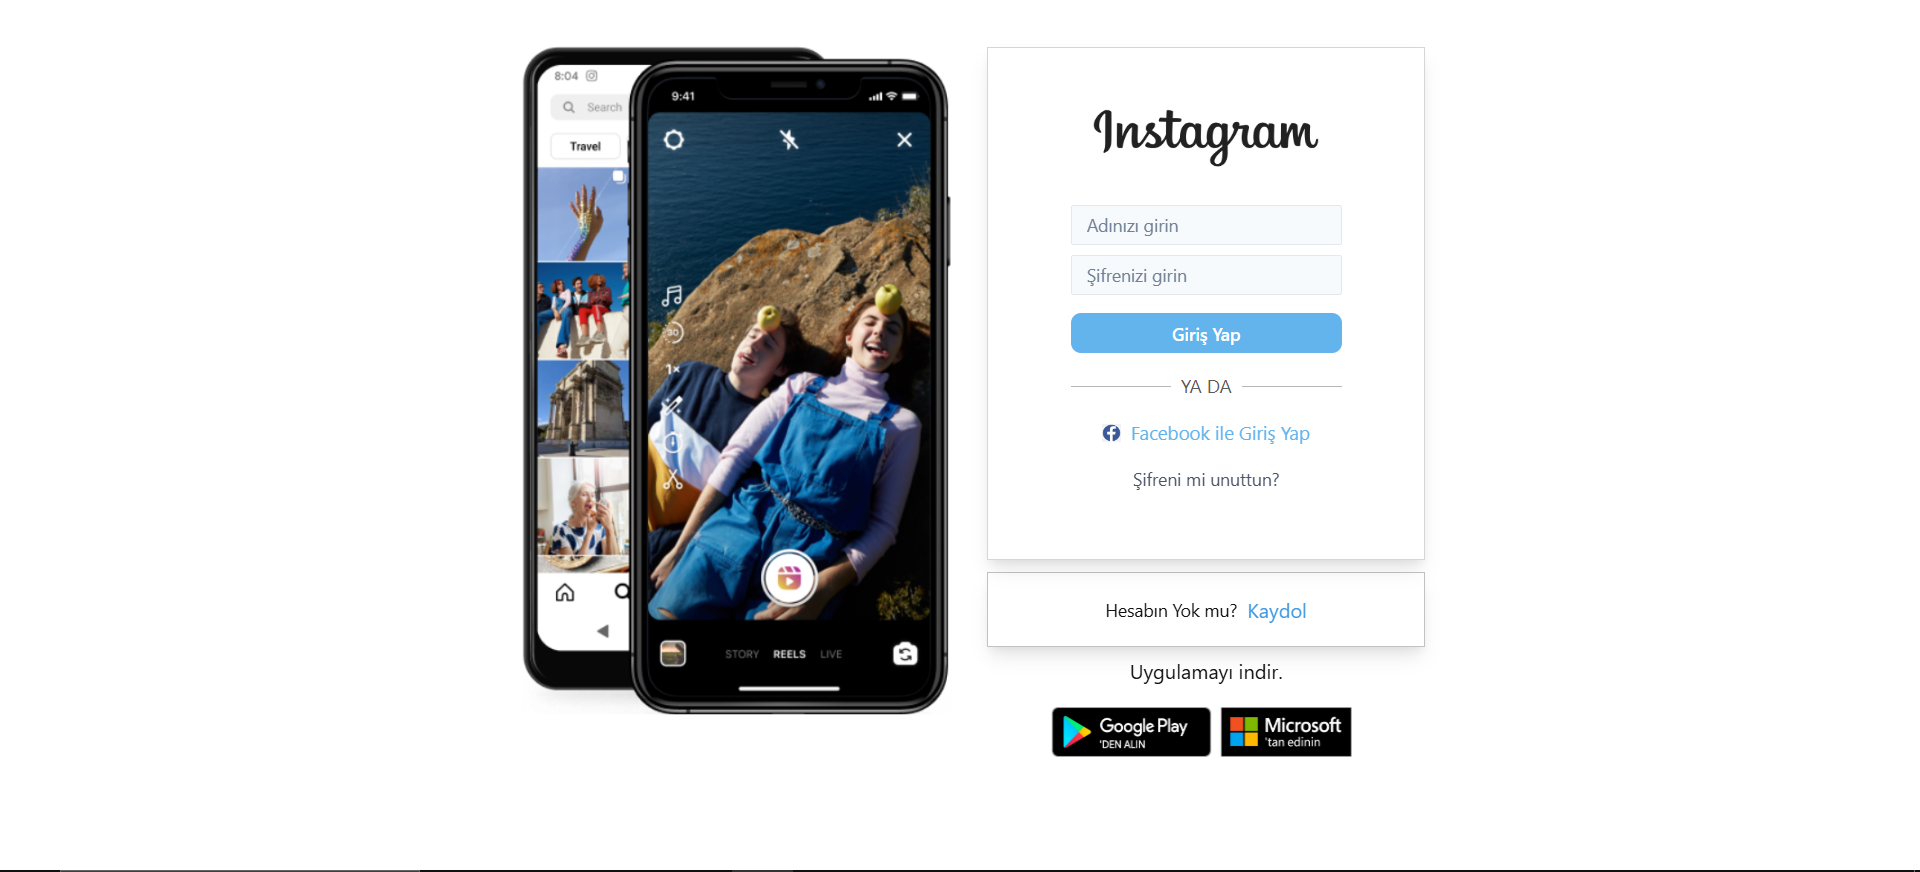 8:04
Search
Travel
9:41
30
1×
STORY REELS LIVE
Instagram
Adınızı girin
Şifrenizi girin
Giriş Yap
YA DA
Facebook ile Giriş Yap
Şifreni mi unuttun?
Hesabın Yok mu? Kaydol
Uygulamayı indir.
Google Play
'DEN ALIN
Microsoft
'tan edinin